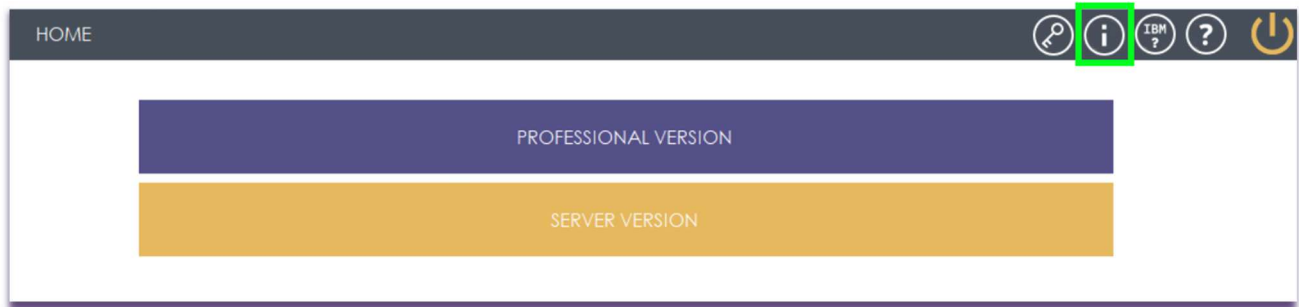 HOME
i
IBM
?
?
PROFESSIONAL VERSION
SERVER VERSION